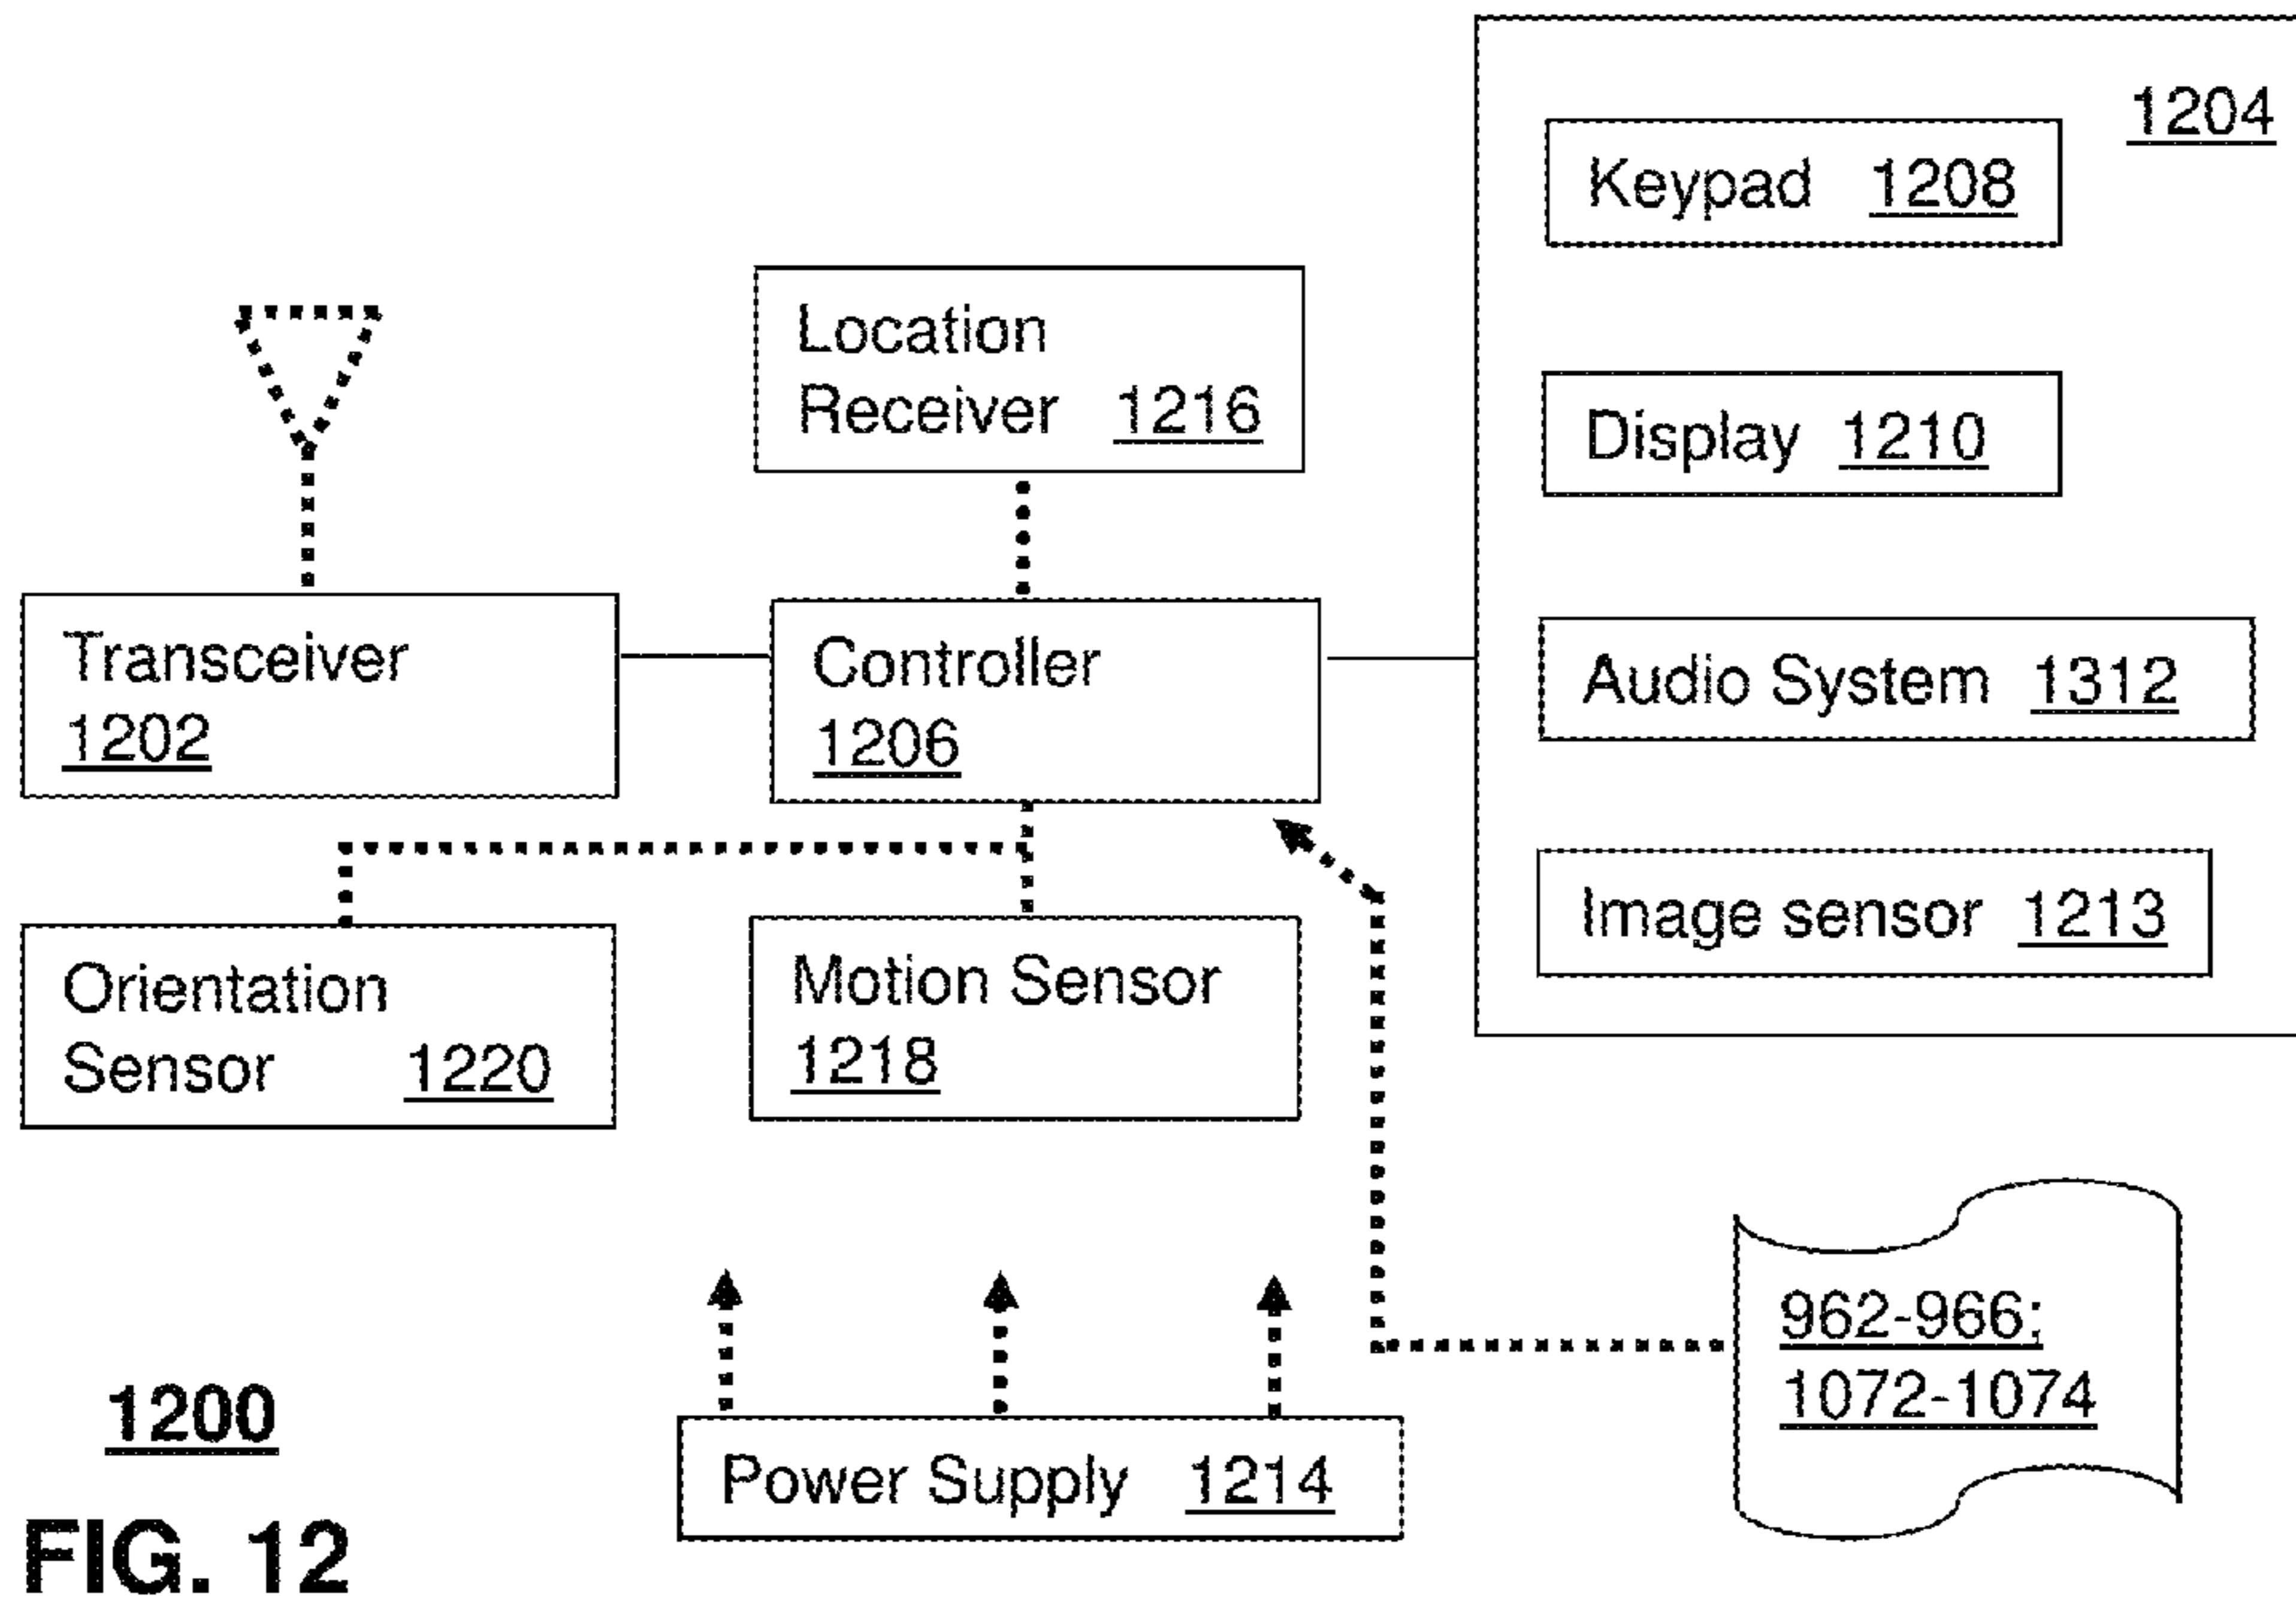 1204
Keypad 1208
Location
Receiver 1216
Display 1210
Transceiver
1202
Controller
1206
Audio System 1312
Image sensor 1213
Orientation
Sensor 1220
Motion Sensor
1218
962-966;
1072-1074
Power Supply 1214
1200
FIG. 12